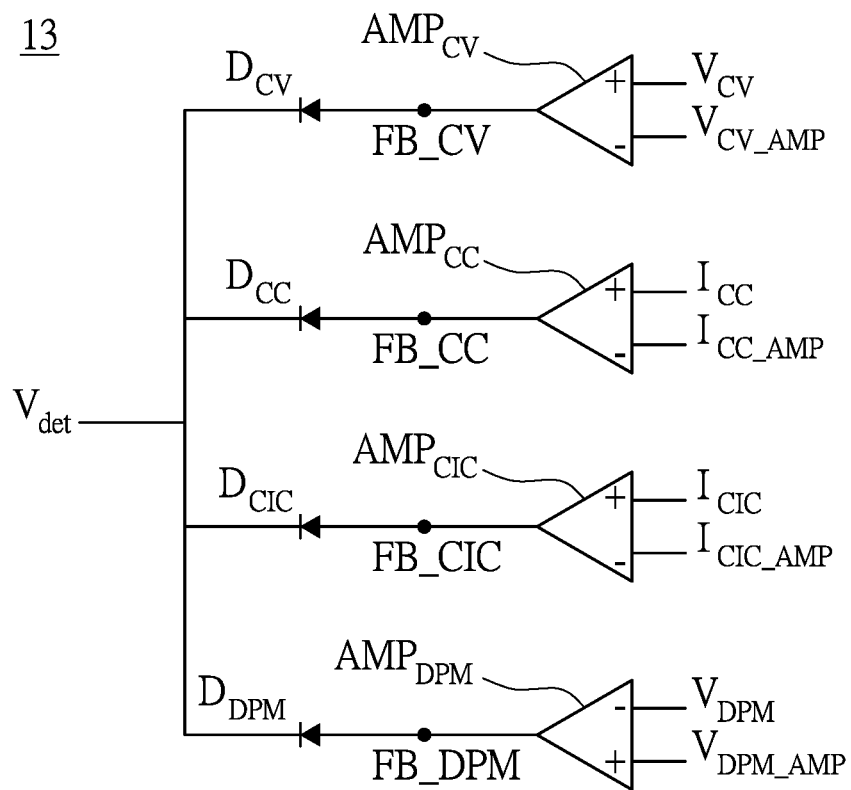 13
AMP_CV
D_CV
+ V_CV
FB_CV
- V_CV_AMP
AMP_CC
D_CC
+ I_CC
FB_CC
- I_CC_AMP
V_det
AMP_CIC
D_CIC
+ I_CIC
FB_CIC
- I_CIC_AMP
AMP_DPM
D_DPM
- V_DPM
FB_DPM
+ V_DPM_AMP